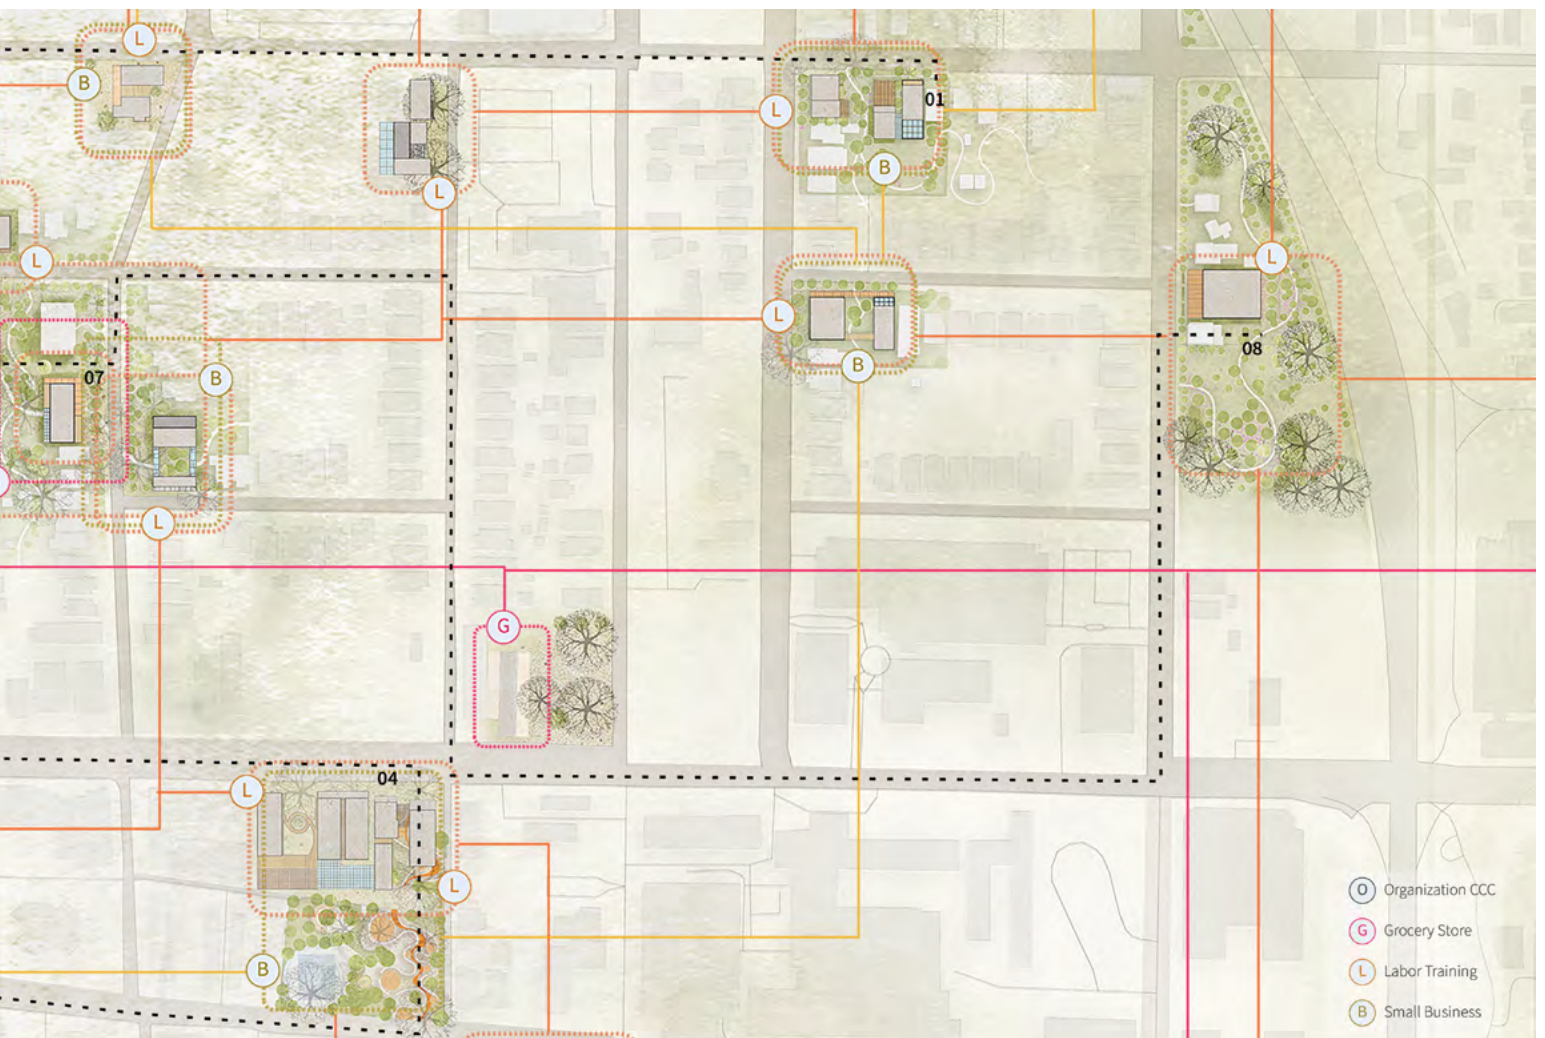 L
B
L
L
B
01
L
L
B
L
08
07
B
L
G
L
04
L
B
O Organization CCC
G Grocery Store
L Labor Training
B Small Business